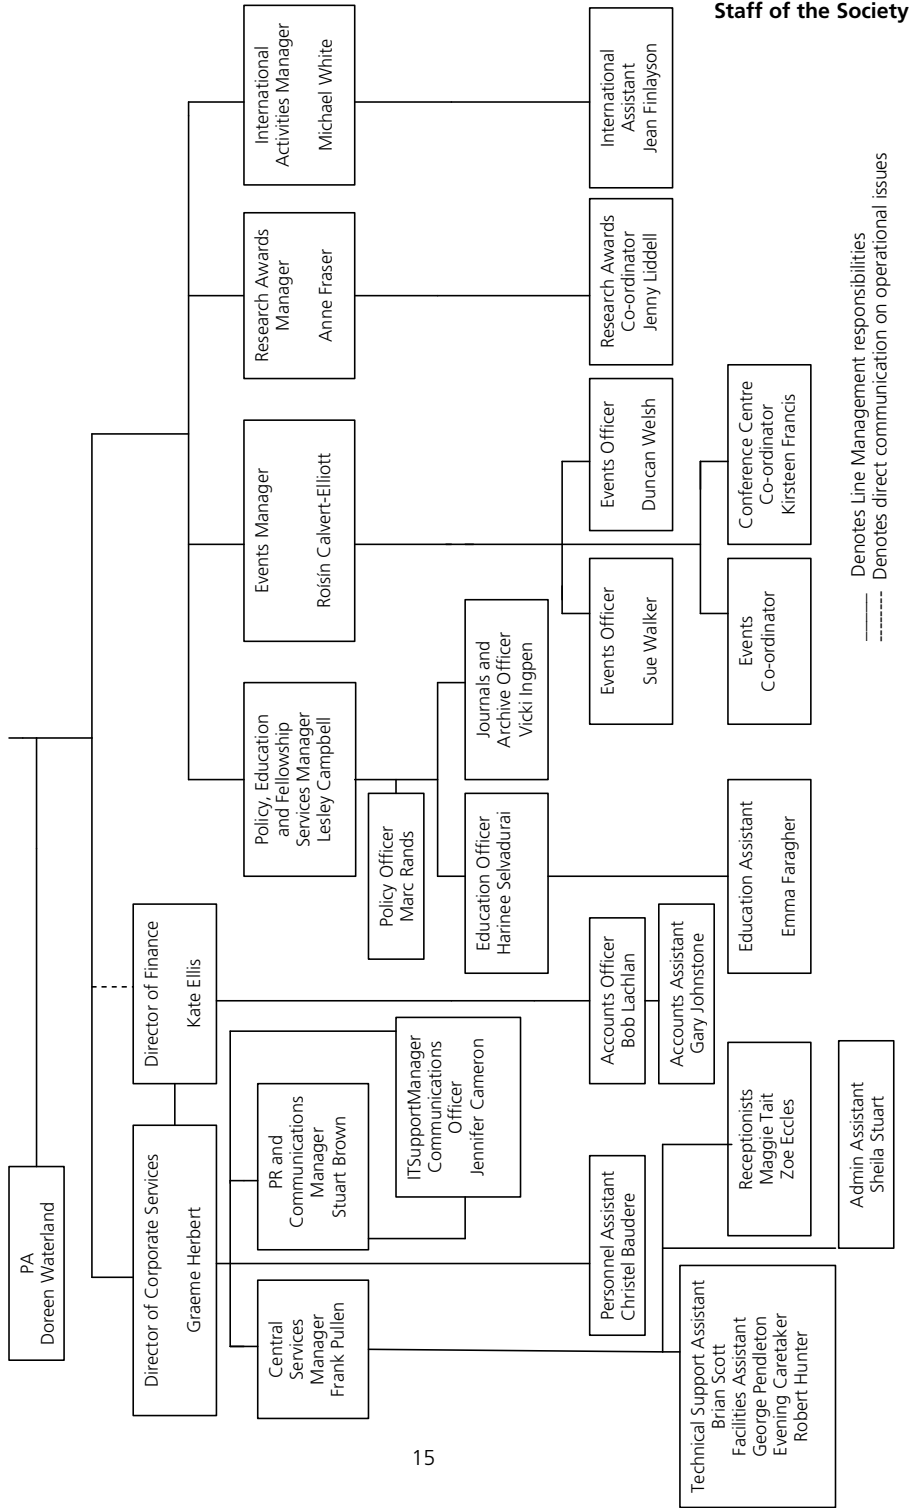 Staff of the Society
PA
Doreen Waterland
Director of Corporate Services
Graeme Herbert
Director of Finance
Kate Ellis
Central
Services
Manager
Frank Pullen
PR and
Communications
Manager
Stuart Brown
ITSupportManager
Communications
Officer
Jennifer Cameron
Policy, Education
and Fellowship
Services Manager
Lesley Campbell
Events Manager
Roísín Calvert-Elliott
Research Awards
Manager
Anne Fraser
International
Activities Manager
Michael White
Policy Officer
Marc Rands
Education Officer
Harinee Selvadurai
Journals and
Archive Officer
Vicki Ingpen
Personnel Assistant
Christel Baudere
Accounts Officer
Bob Lachlan
Accounts Assistant
Gary Johnstone
Events Officer
Sue Walker
Events Officer
Duncan Welsh
Research Awards
Co-ordinator
Jenny Liddell
International
Assistant
Jean Finlayson
Technical Support Assistant
Brian Scott
Facilities Assistant
George Pendleton
Evening Caretaker
Robert Hunter
Receptionists
Maggie Tait
Zoe Eccles
Education Assistant
Emma Faragher
Events
Co-ordinator
Conference Centre
Co-ordinator
Kirsteen Francis
Admin Assistant
Sheila Stuart
Denotes Line Management responsibilities
Denotes direct communication on operational issues
15